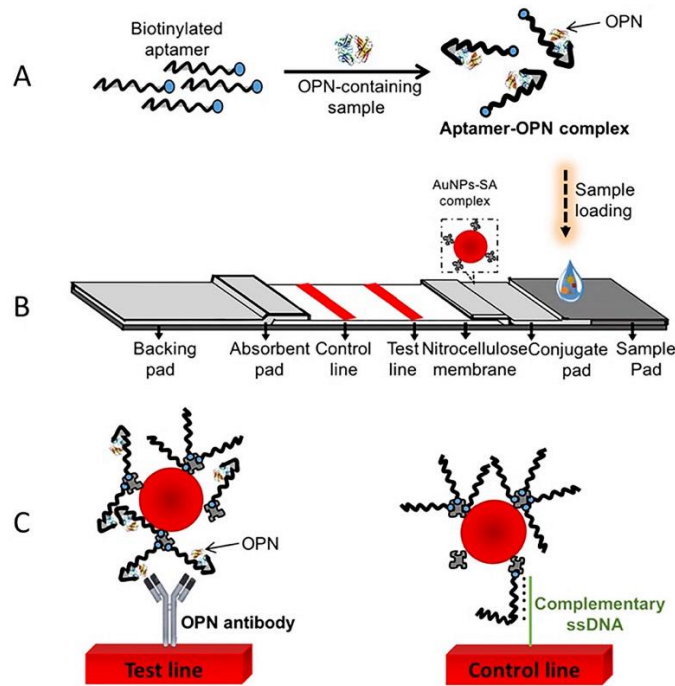 A
Biotinylated
aptamer
OPN-containing
sample
OPN
Aptamer-OPN complex
AuNPs-SA
complex
Sample
loading
B
Backing
pad
Absorbent
pad
Control
line
Test
line
Nitrocellulose
membrane
Conjugate
pad
Sample
Pad
C
OPN
OPN antibody
Test line
Complementary
ssDNA
Control line